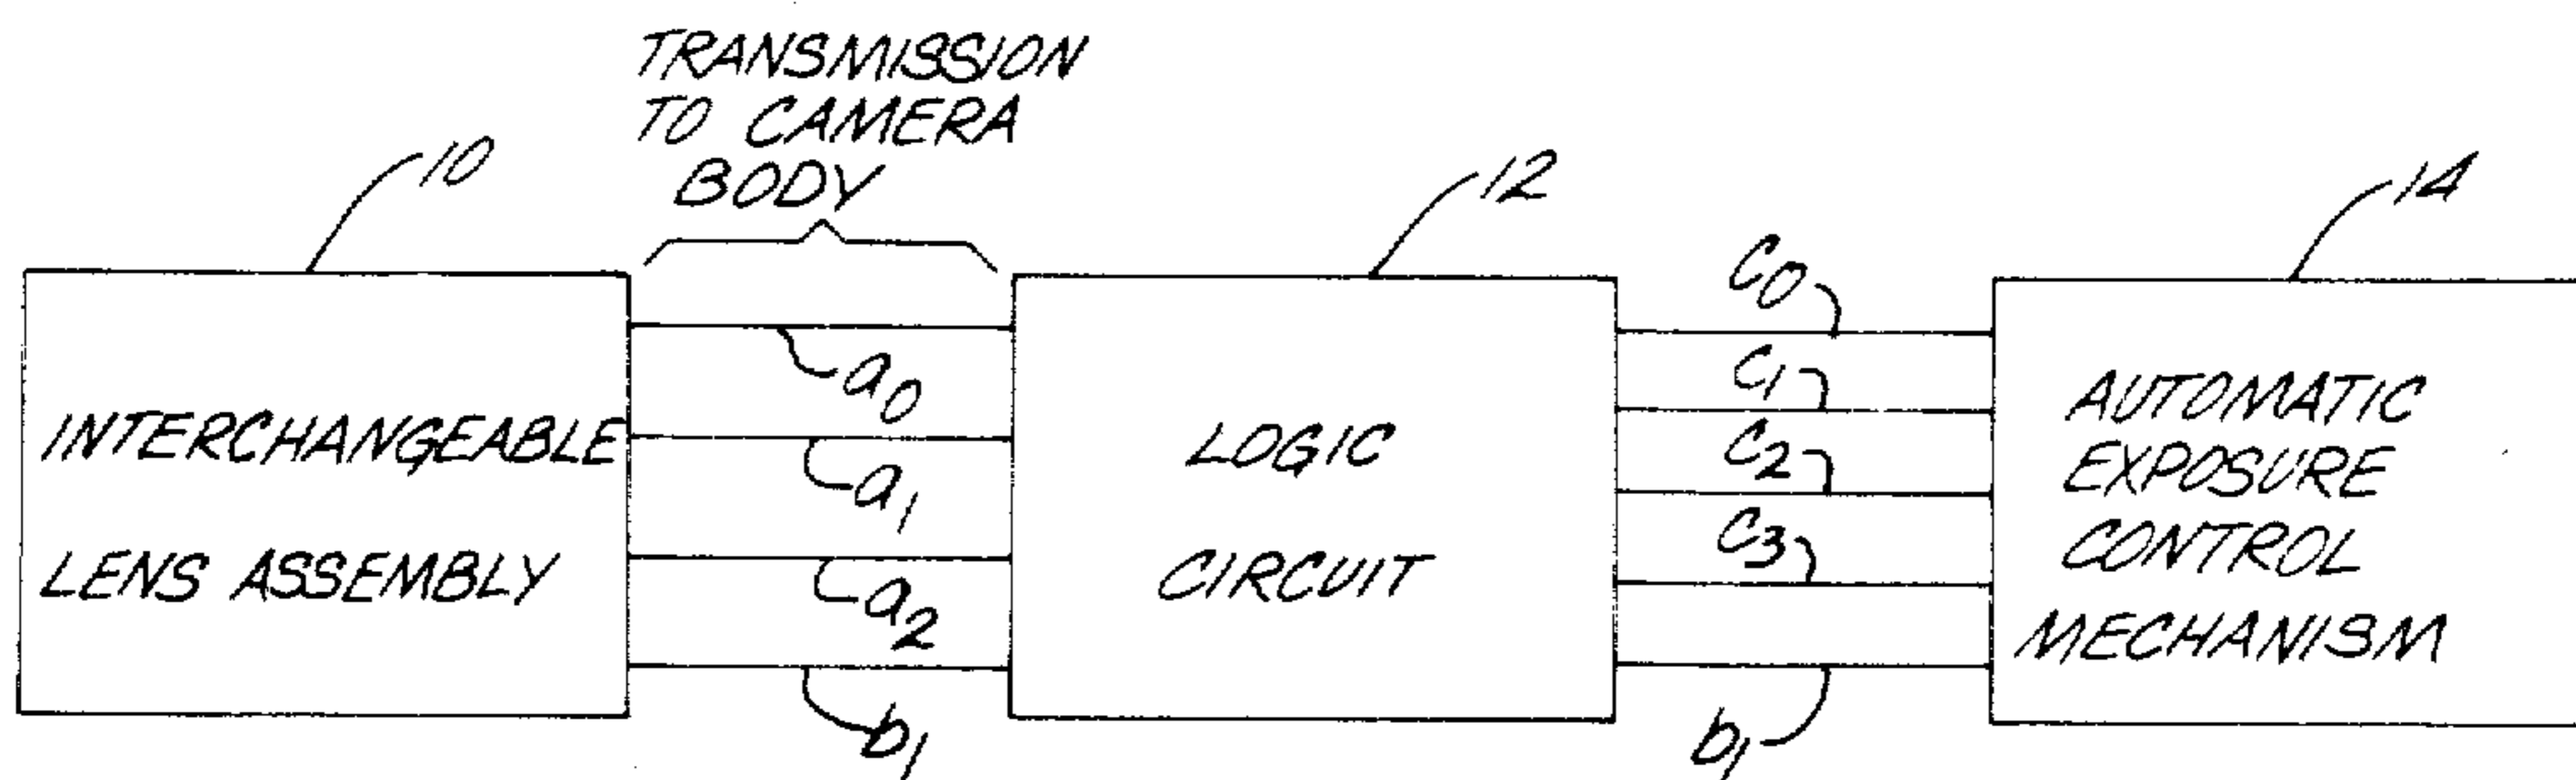 TRANSMISSION
TO CAMERA
BODY
10
12
14
INTERCHANGEABLE
LENS ASSEMBLY
a0
a1
a2
b1
LOGIC
CIRCUIT
C0
C1
C2
C3
b1
AUTOMATIC
EXPOSURE
CONTROL
MECHANISM